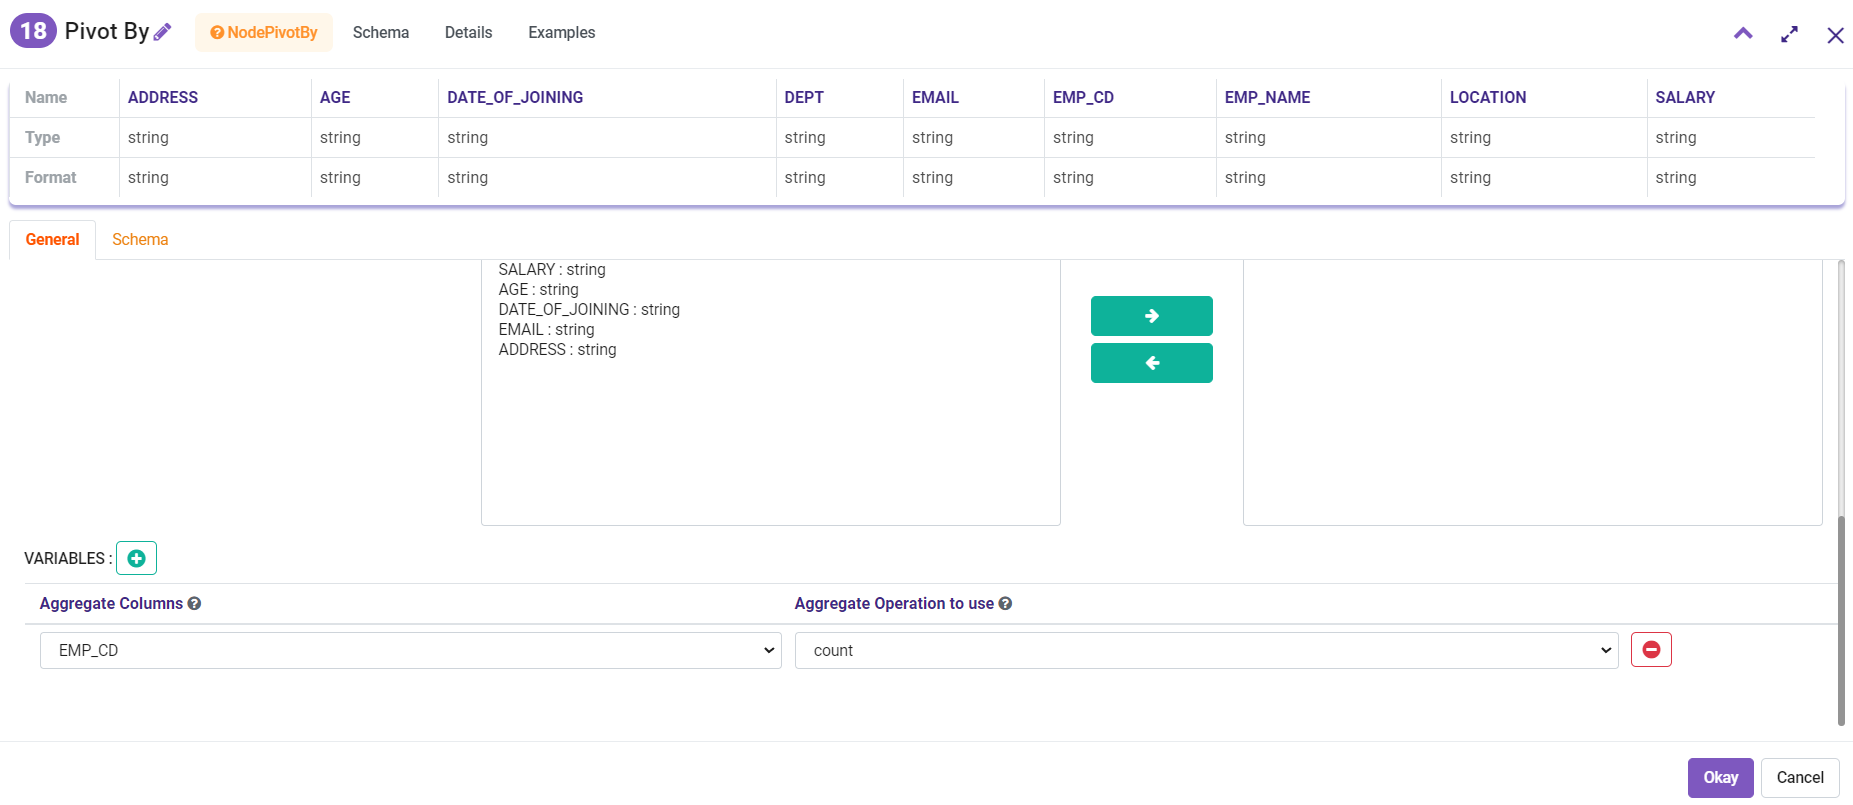 18 Pivot By NodePivotBy Schema Details Examples
Name ADDRESS AGE DATE_OF_JOINING DEPT EMAIL EMP_CD EMP_NAME LOCATION SALARY
Type string string string string string string string string string
Format string string string string string string string string string
General Schema
SALARY : string
AGE : string
DATE_OF_JOINING : string
EMAIL : string
ADDRESS : string
VARIABLES :
Aggregate Columns Aggregate Operation to use
EMP_CD count
Okay Cancel